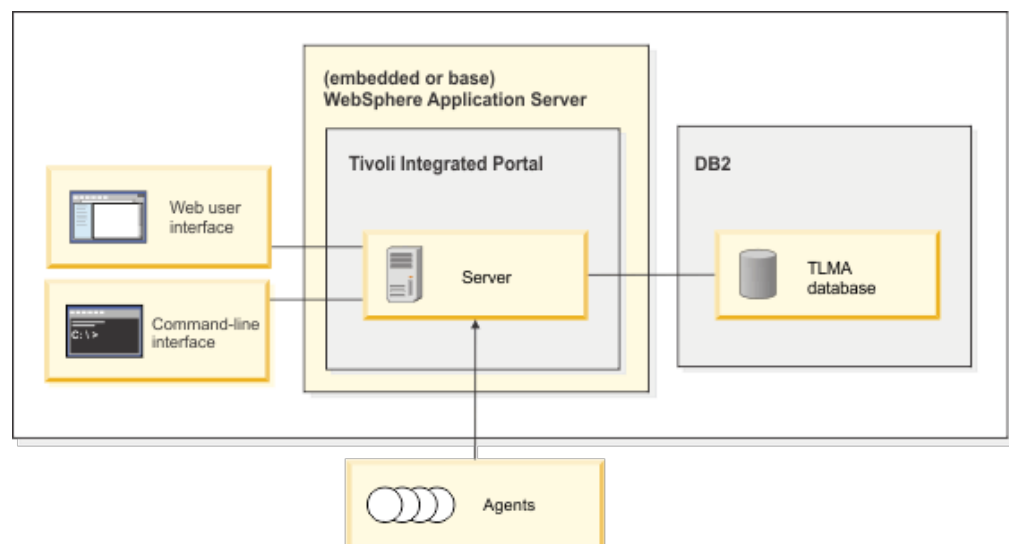 (embedded or base)
WebSphere Application Server
Tivoli Integrated Portal
DB2
Web user
interface
Server
TLMA
database
C:\>
Command-line
interface
Agents